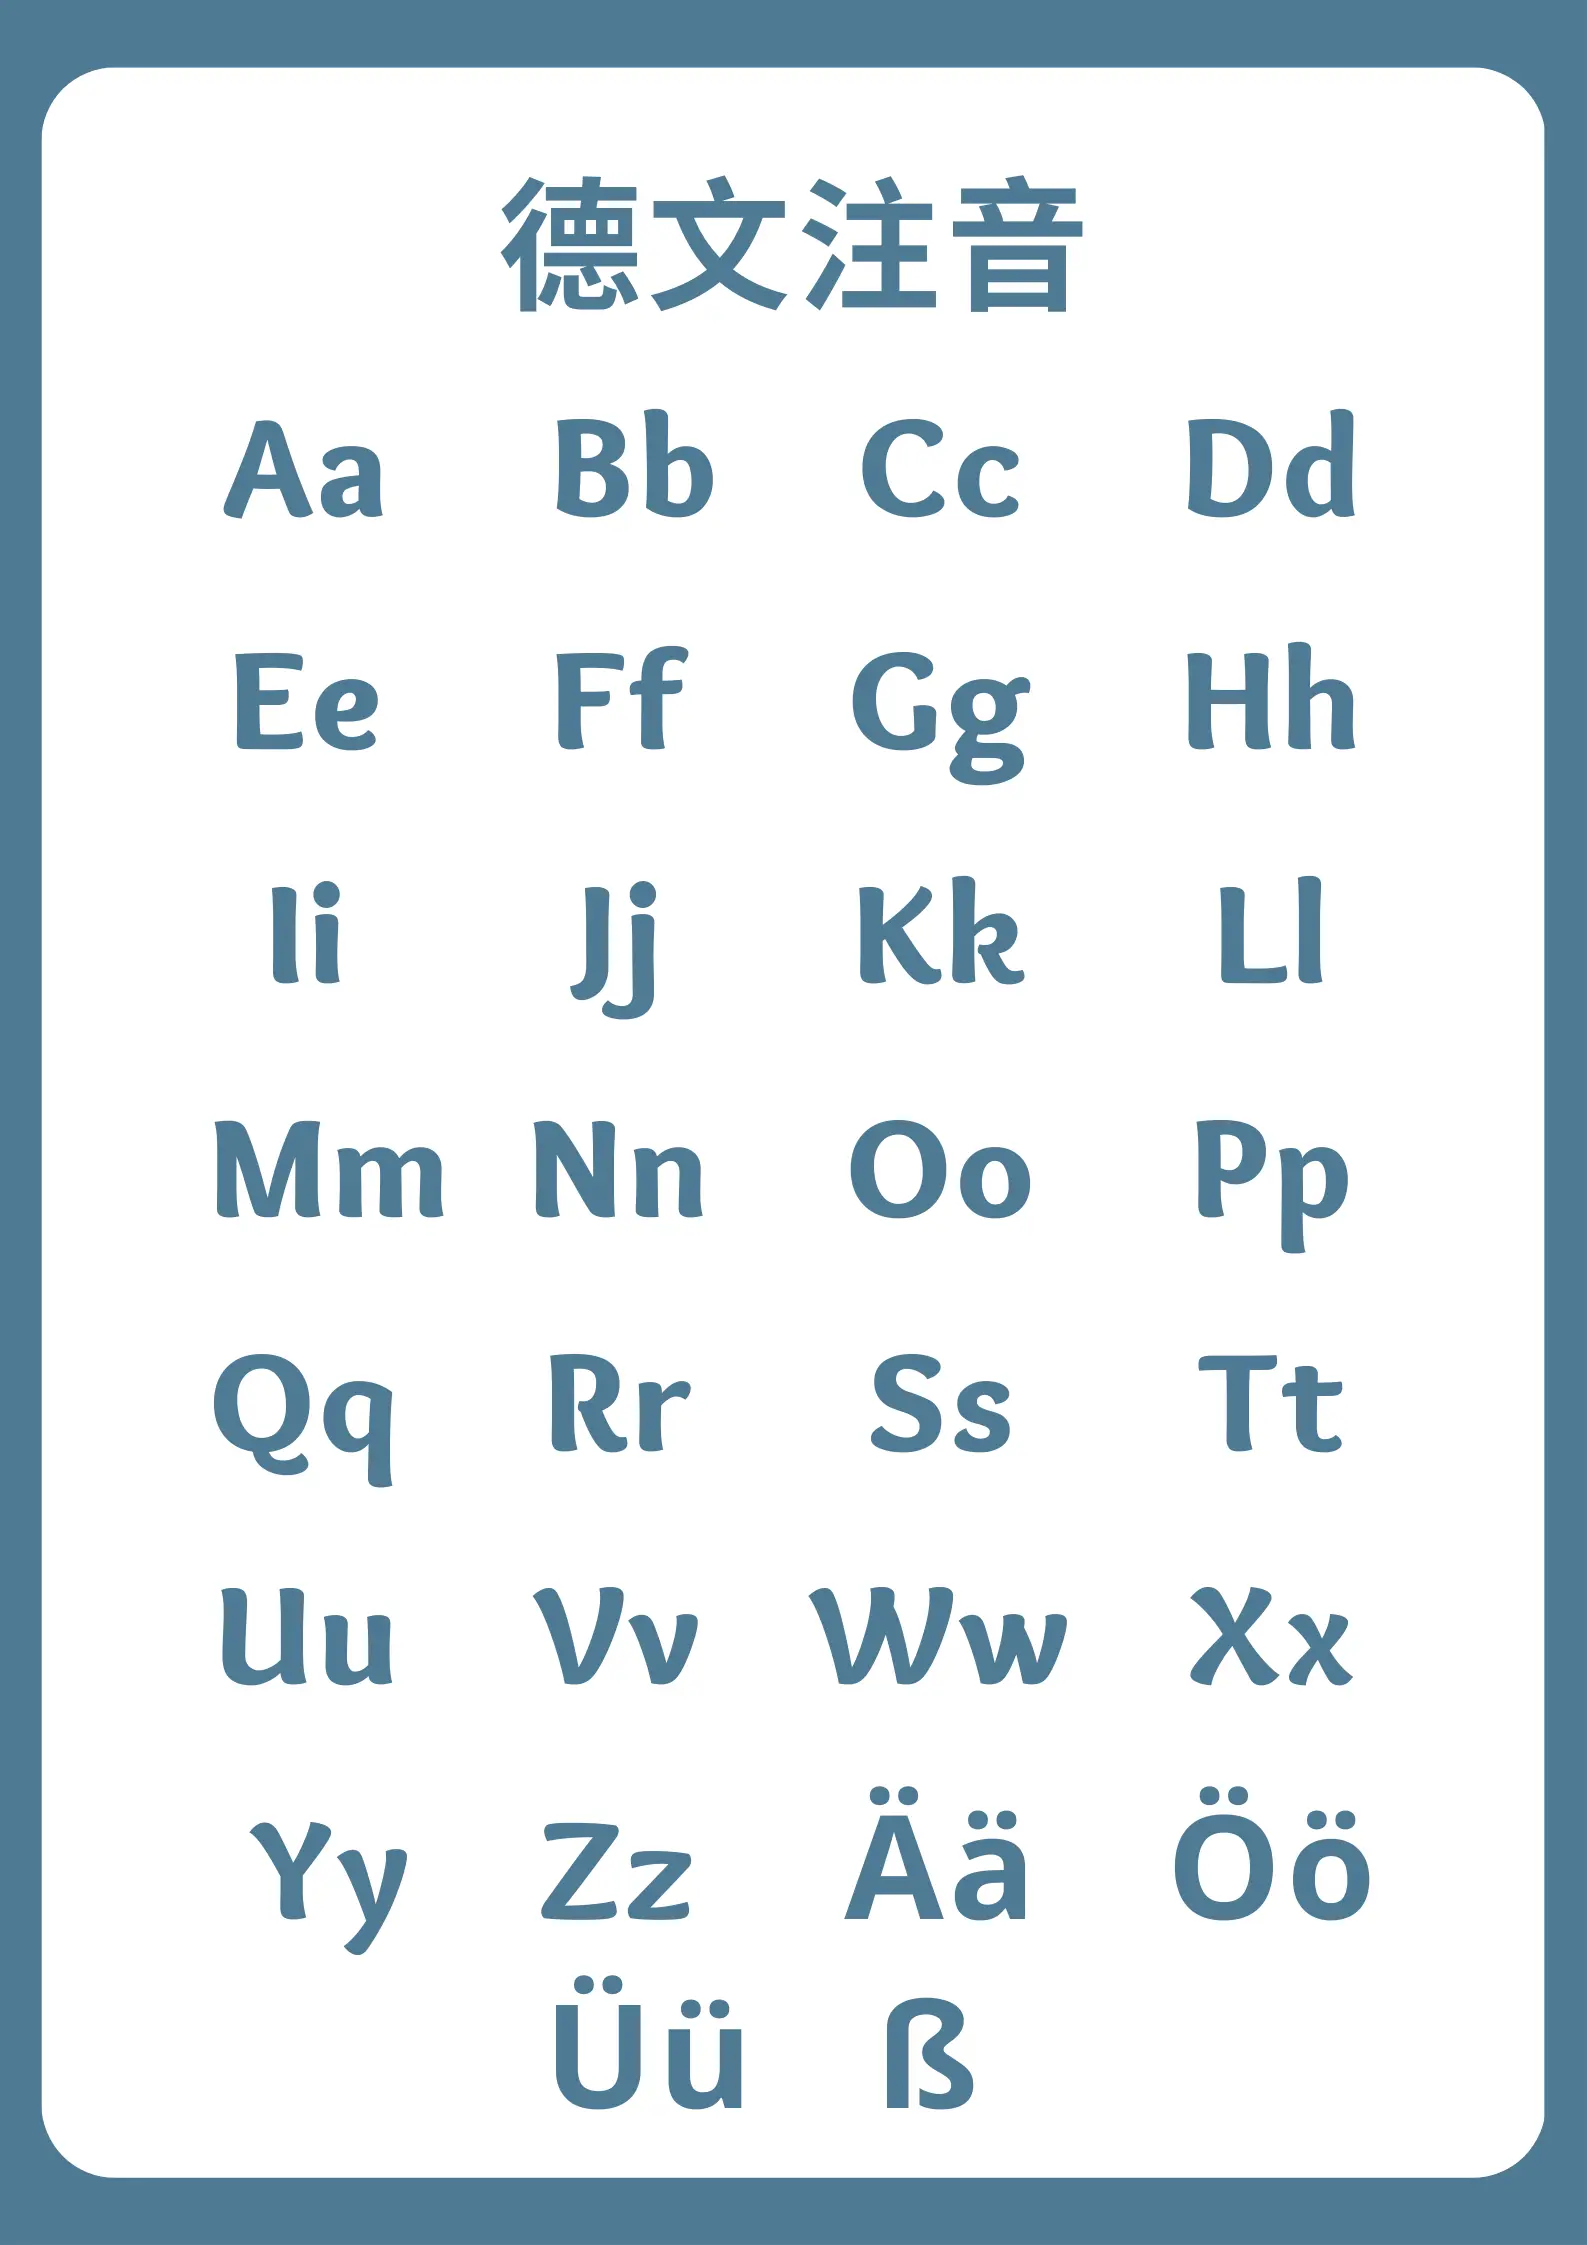 德文注音
Aa Bb Cc Dd
Ee Ff Gg Hh
Ii Jj Kk Ll
Mm Nn Oo Pp
Qq Rr Ss Tt
Uu Vv Ww Xx
Yy Zz Ää Öö
Üü ß